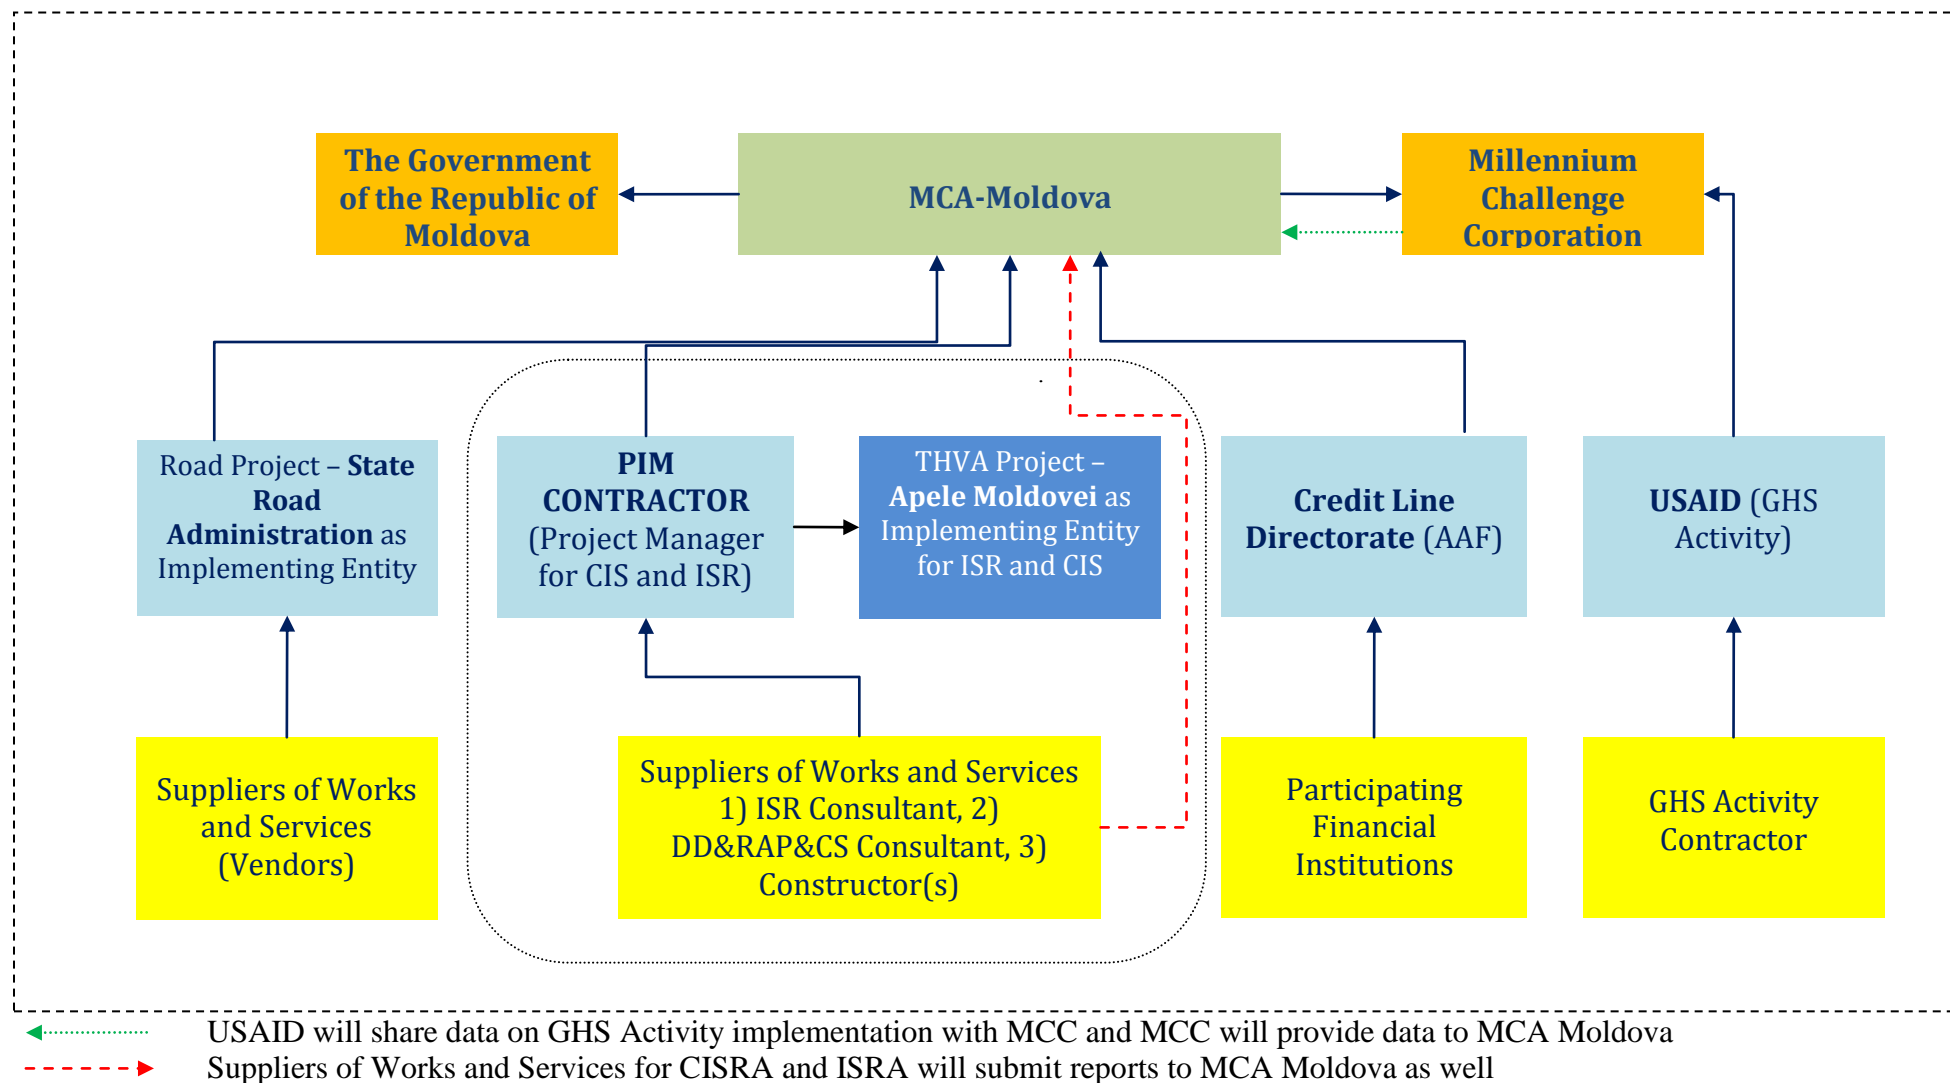 The Government
of the Republic of
Moldova
MCA-Moldova
Millennium
Challenge
Corporation
Road Project – State
Road
Administration as
Implementing Entity
PIM
CONTRACTOR
(Project Manager
for CIS and ISR)
THVA Project –
Apele Moldovei as
Implementing Entity
for ISR and CIS
Credit Line
Directorate (AAF)
USAID (GHS
Activity)
Suppliers of Works
and Services
(Vendors)
Suppliers of Works and Services
1) ISR Consultant, 2)
DD&RAP&CS Consultant, 3)
Constructor(s)
Participating
Financial
Institutions
GHS Activity
Contractor
USAID will share data on GHS Activity implementation with MCC and MCC will provide data to MCA Moldova
Suppliers of Works and Services for CISRA and ISRA will submit reports to MCA Moldova as well